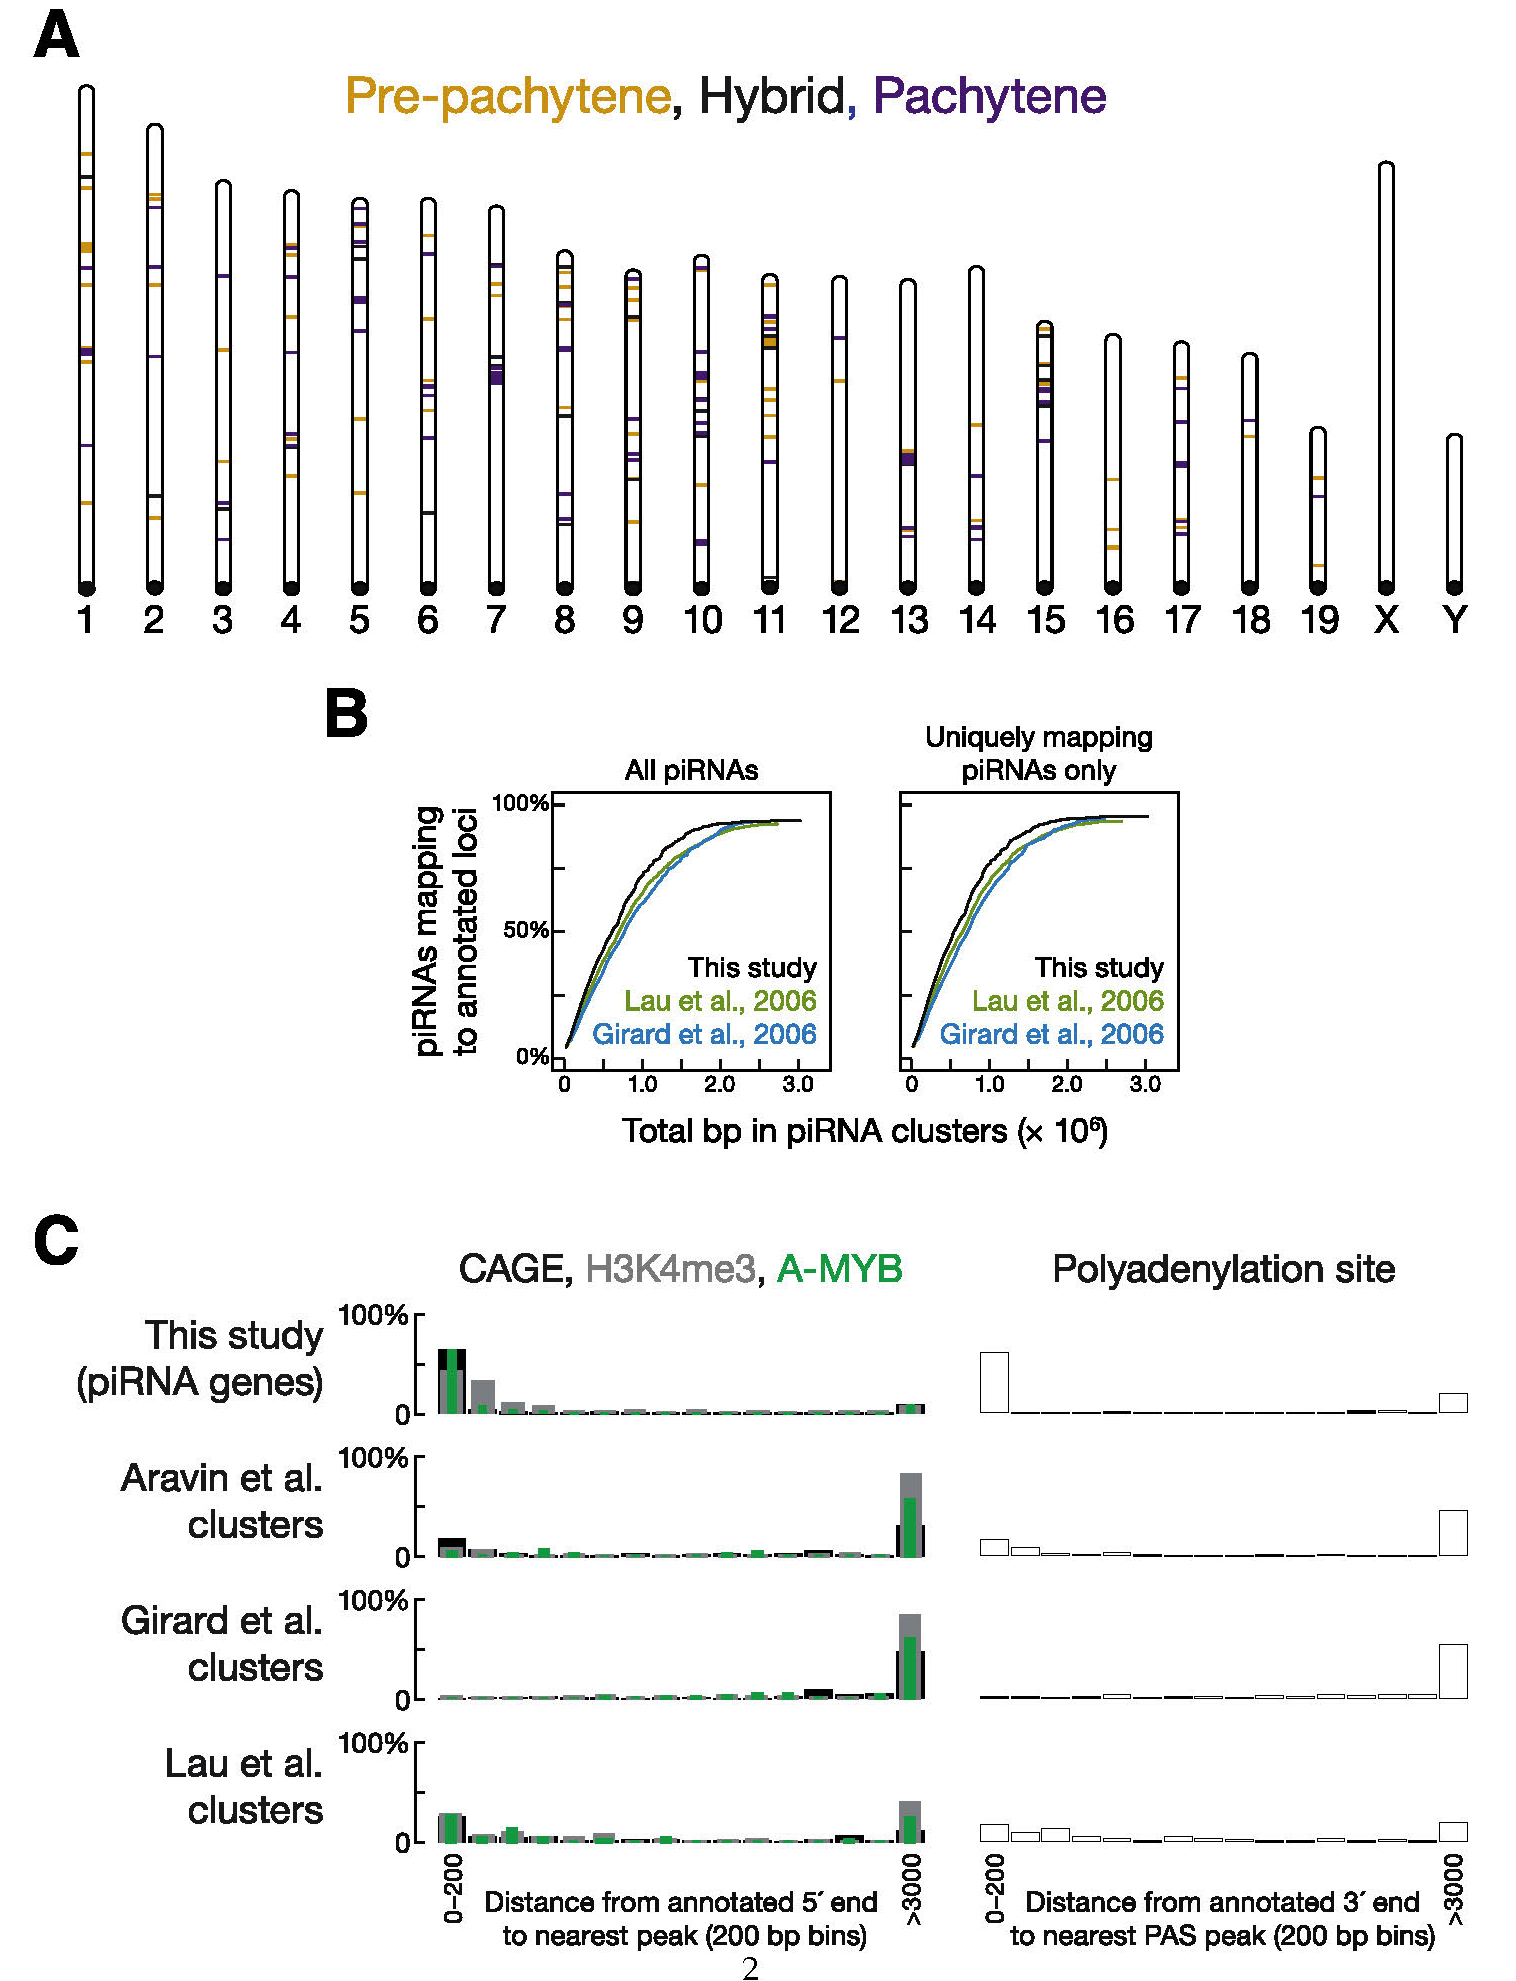 A
Pre-pachytene, Hybrid, Pachytene
1 2 3 4 5 6 7 8 9 10 11 12 13 14 15 16 17 18 19 X Y
B
All piRNAs
Uniquely mapping
piRNAs only
piRNAs mapping
to annotated loci
100%
50%
0%
This study
Lau et al., 2006
Girard et al., 2006
This study
Lau et al., 2006
Girard et al., 2006
0 1.0 2.0 3.0
0 1.0 2.0 3.0
Total bp in piRNA clusters (× 10⁶)
C
CAGE, H3K4me3, A-MYB
Polyadenylation site
This study
(piRNA genes)
100%
0
Aravin et al.
clusters
100%
0
Girard et al.
clusters
100%
0
Lau et al.
clusters
100%
0
0–200
>3000
Distance from annotated 5´ end
to nearest peak (200 bp bins)
0–200
>3000
Distance from annotated 3´ end
to nearest PAS peak (200 bp bins)
2